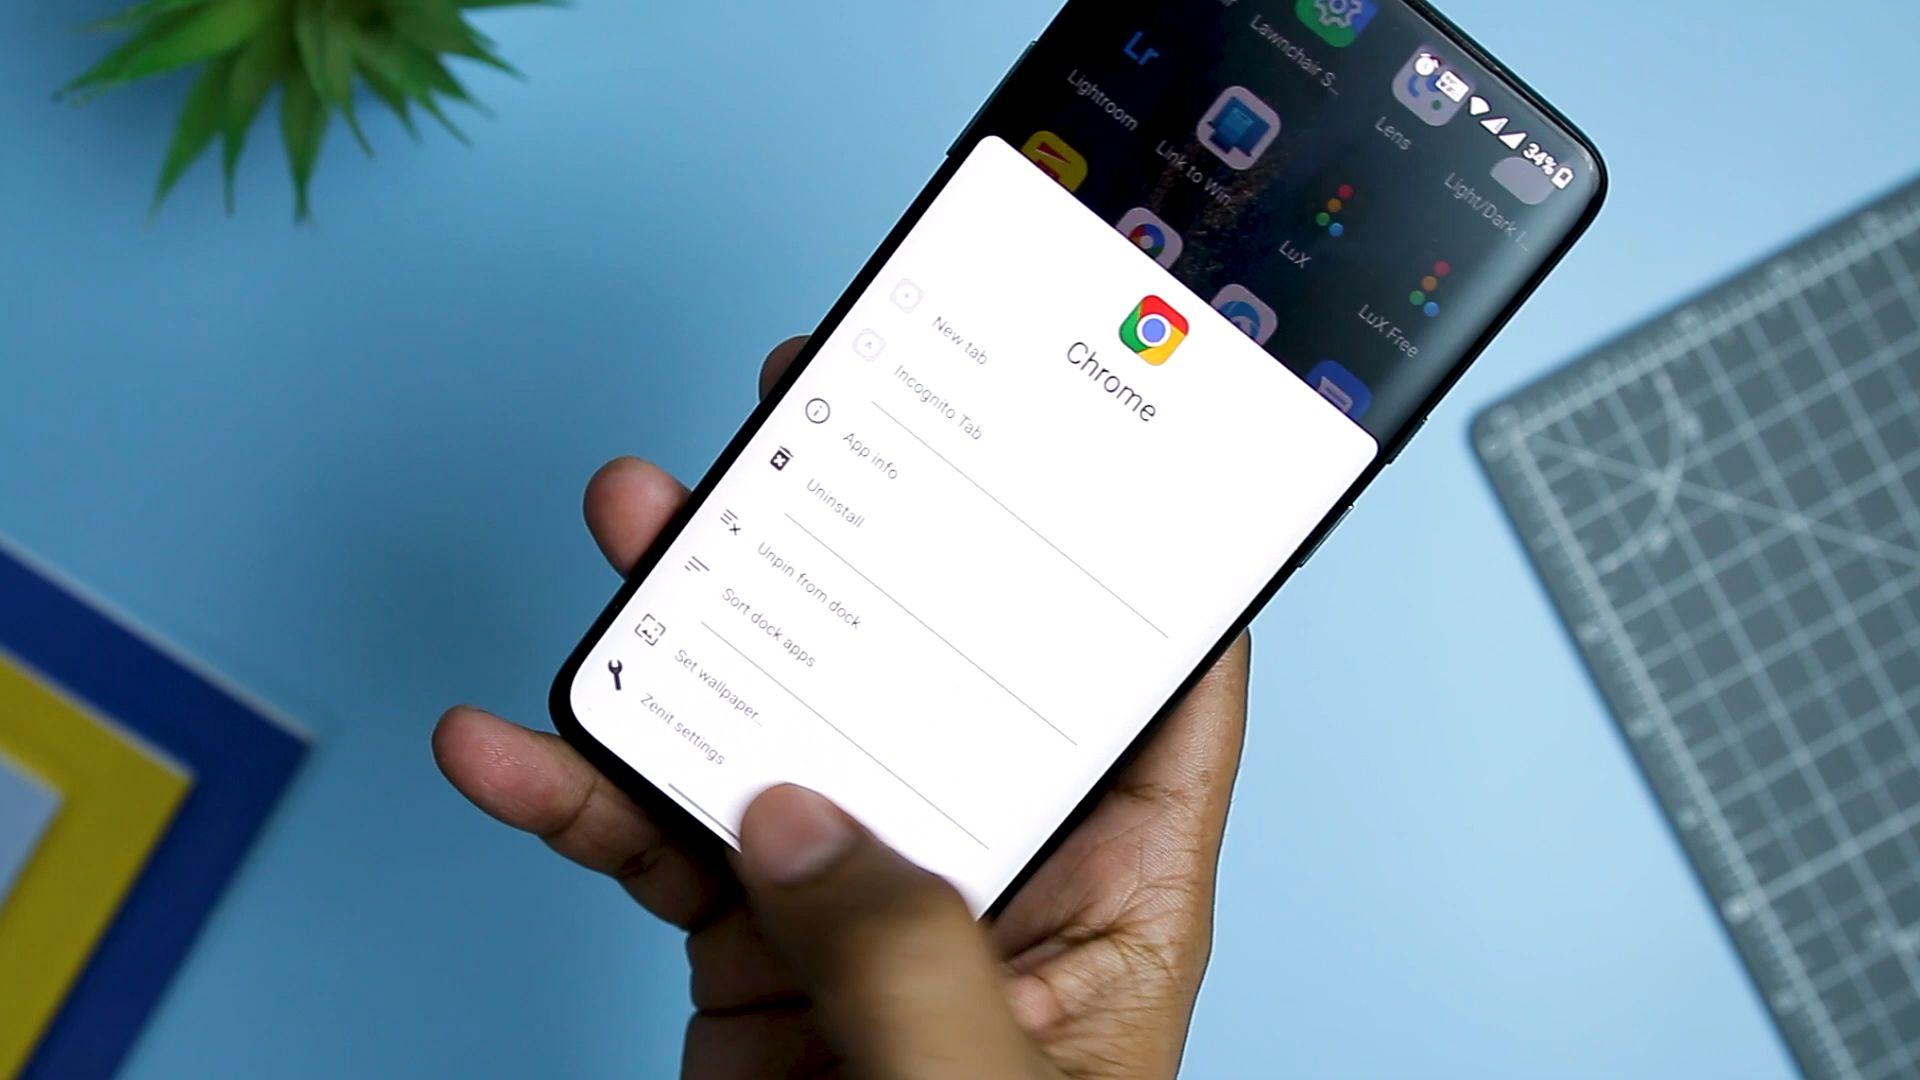 34%
Lawnchair S...
Lens
Light/Dark I...
Lr
Lightroom
Link to Win...
LuX
LuX Free
Chrome
New tab
Incognito Tab
App info
Uninstall
Unpin from dock
Sort dock apps
Set wallpaper...
Zenit settings